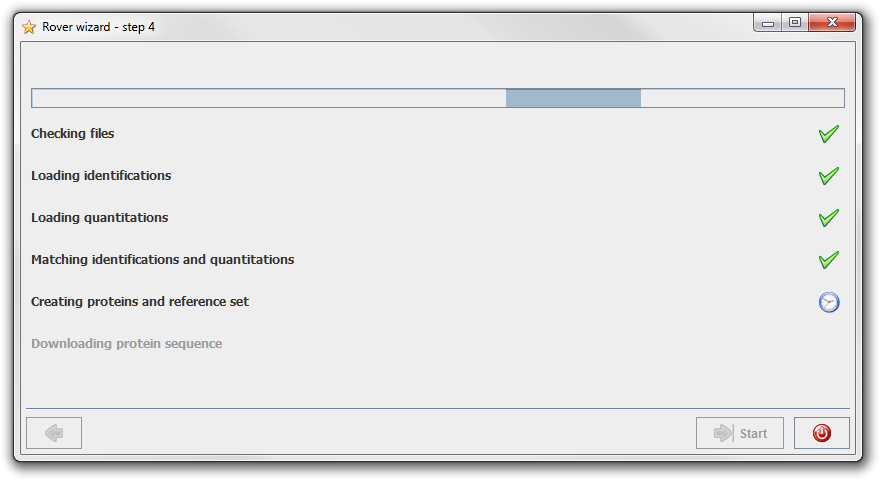 Rover wizard - step 4
Checking files
Loading identifications
Loading quantitations
Matching identifications and quantitations
Creating proteins and reference set
Downloading protein sequence
Start